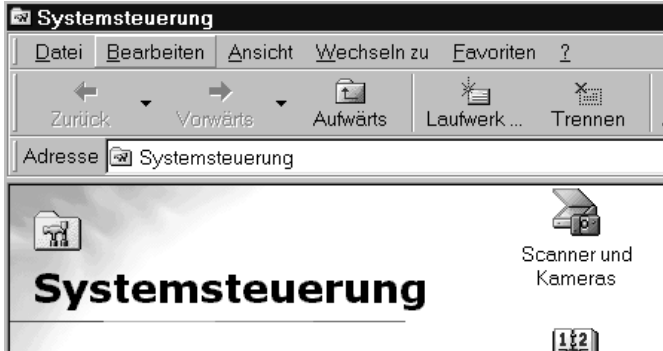 Systemsteuerung
Datei Bearbeiten Ansicht Wechseln zu Favoriten ?
Zurück Vorwärts Aufwärts Laufwerk ... Trennen
Adresse Systemsteuerung
Systemsteuerung
Scanner und
Kameras